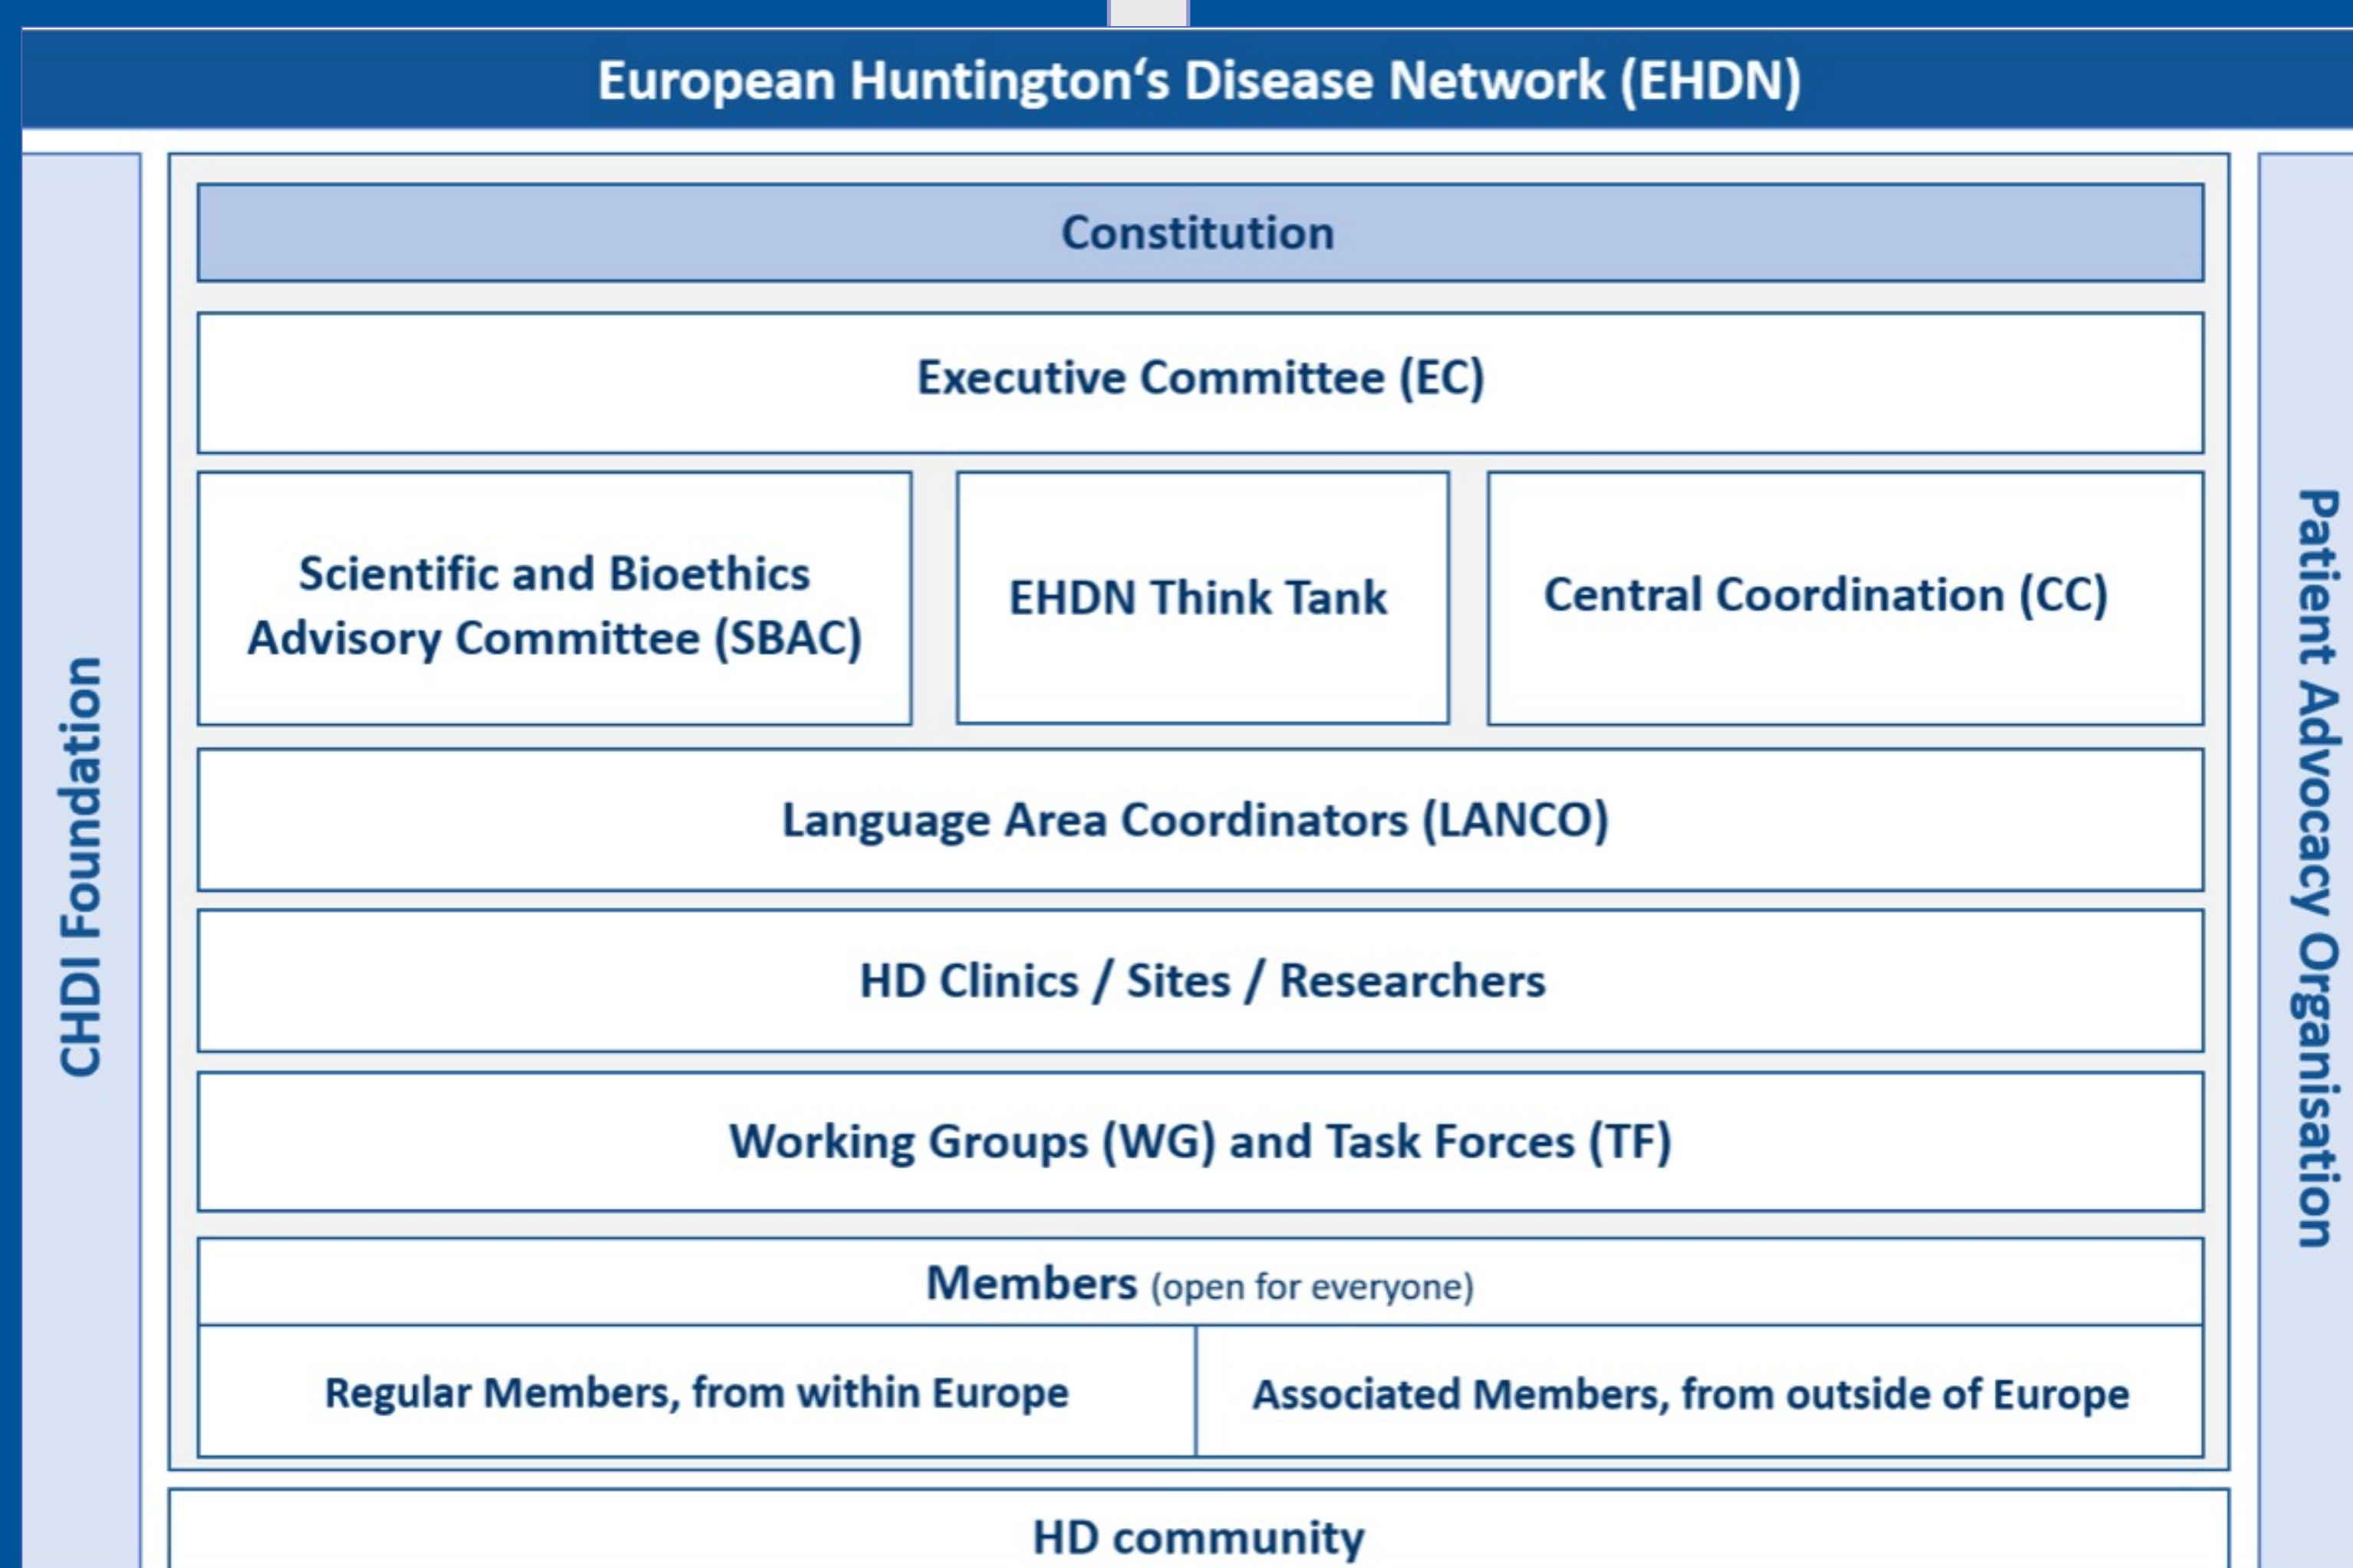 European Huntington‘s Disease Network (EHDN)
CHDI Foundation
Constitution
Executive Committee (EC)
Scientific and Bioethics
Advisory Committee (SBAC)
EHDN Think Tank
Central Coordination (CC)
Language Area Coordinators (LANCO)
HD Clinics / Sites / Researchers
Working Groups (WG) and Task Forces (TF)
Members (open for everyone)
Regular Members, from within Europe
Associated Members, from outside of Europe
HD community
Patient Advocacy Organisation